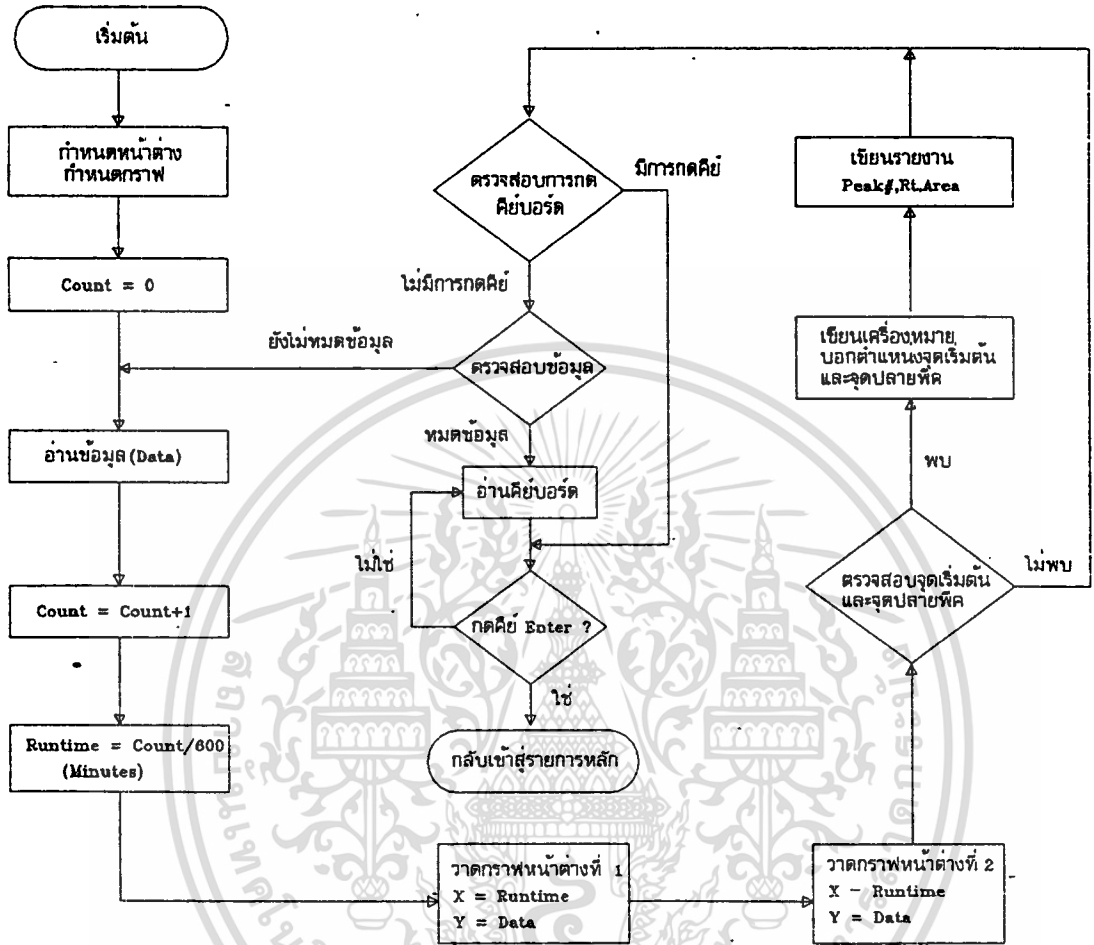 เริ่มต้น
กำหนดหน้าต่าง
กำหนดกราฟ
Count = 0
อ่านข้อมูล (Data)
Count = Count+1
Runtime = Count/600
(Minutes)
วาดกราฟหน้าต่างที่ 1
X = Runtime
Y = Data
วาดกราฟหน้าต่างที่ 2
X - Runtime
Y = Data
ตรวจสอบจุดเริ่มต้น
และจุดปลายพีค
ไม่พบ
พบ
เขียนเครื่องหมาย
บอกตำแหน่งจุดเริ่มต้น
และจุดปลายพีค
เขียนรายงาน
Peak#,Rt.Area
ตรวจสอบการกด
คีย์บอร์ด
มีการกดคีย์
ไม่มีการกดคีย์
ตรวจสอบข้อมูล
ยังไม่หมดข้อมูล
หมดข้อมูล
อ่านคีย์บอร์ด
กดคีย์ Enter ?
ไม่ใช่
ใช่
กลับเข้าสู่รายการหลัก